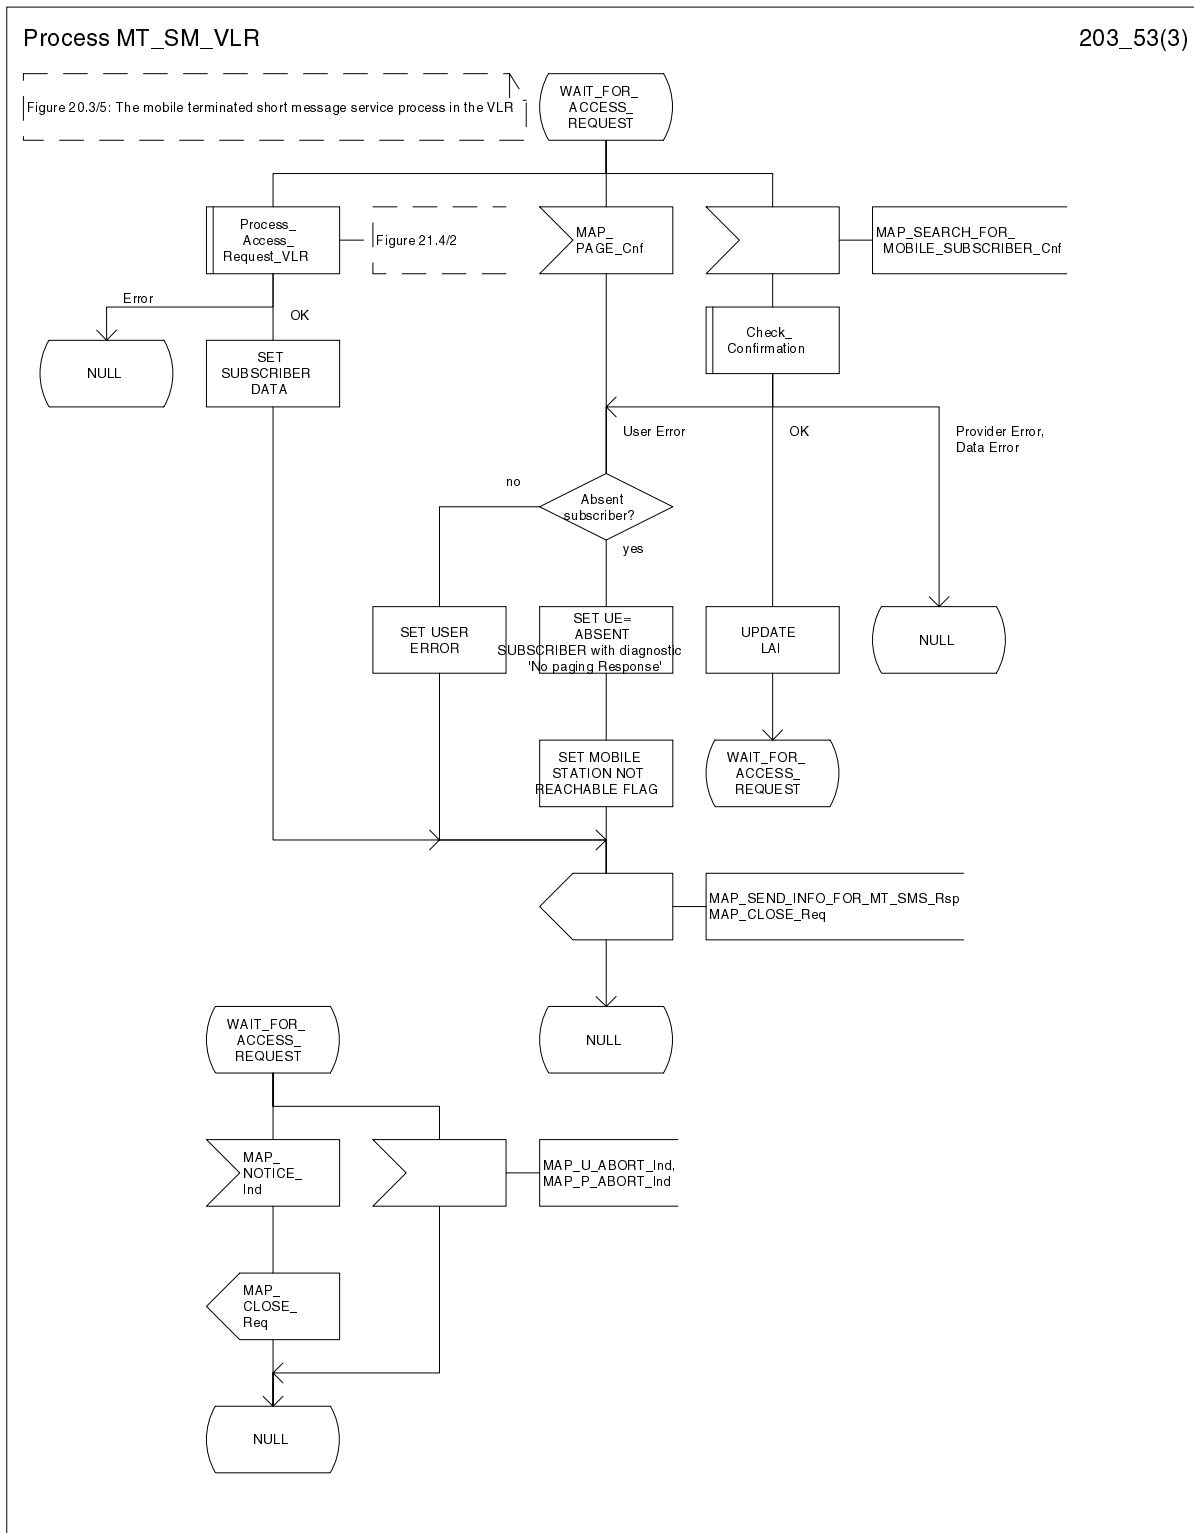 Process MT_SM_VLR
203_53(3)
Figure 20.3/5: The mobile terminated short message service process in the VLR
WAIT_FOR_
ACCESS_
REQUEST
Process_
Access_
Request_VLR
Figure 21.4/2
MAP_
PAGE_Cnf
MAP_SEARCH_FOR_
MOBILE_SUBSCRIBER_Cnf
Error
OK
NULL
SET
SUBSCRIBER
DATA
Check_
Confirmation
User Error
OK
Provider Error,
Data Error
no
Absent
subscriber?
yes
SET USER
ERROR
SET UE=
ABSENT
SUBSCRIBER with diagnostic
'No paging Response'
UPDATE
LAI
NULL
SET MOBILE
STATION NOT
REACHABLE FLAG
WAIT_FOR_
ACCESS_
REQUEST
MAP_SEND_INFO_FOR_MT_SMS_Rsp
MAP_CLOSE_Req
WAIT_FOR_
ACCESS_
REQUEST
NULL
MAP_
NOTICE_
Ind
MAP_U_ABORT_Ind,
MAP_P_ABORT_Ind
MAP_
CLOSE_
Req
NULL